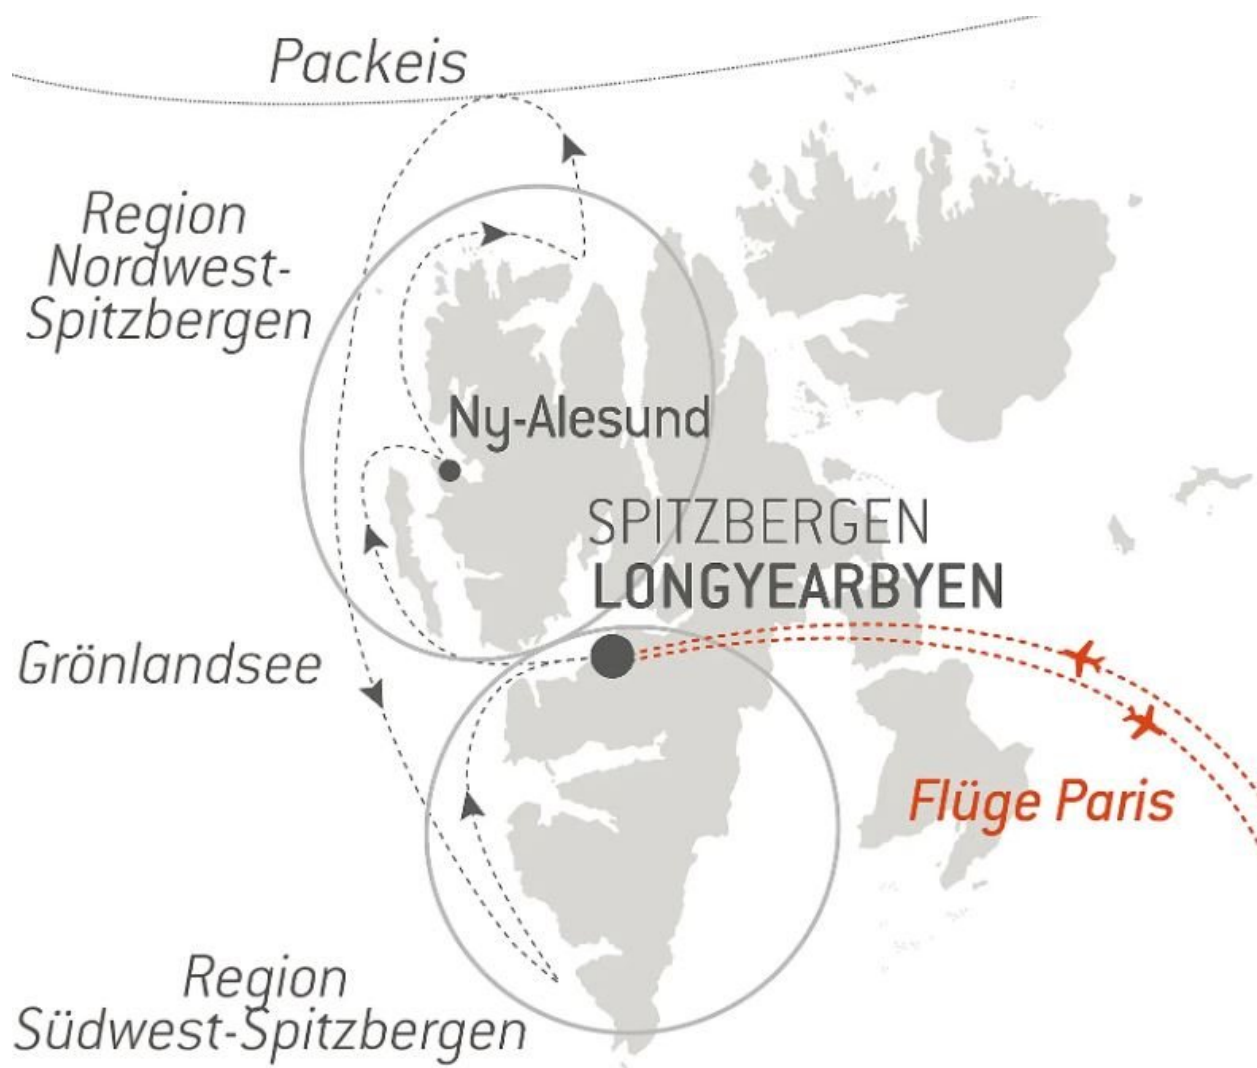 Packeis
Region
Nordwest-
Spitzbergen
Ny-Alesund
SPITZBERGEN
LONGYEARBYEN
Grönlandsee
Flüge Paris
Region
Südwest-Spitzbergen